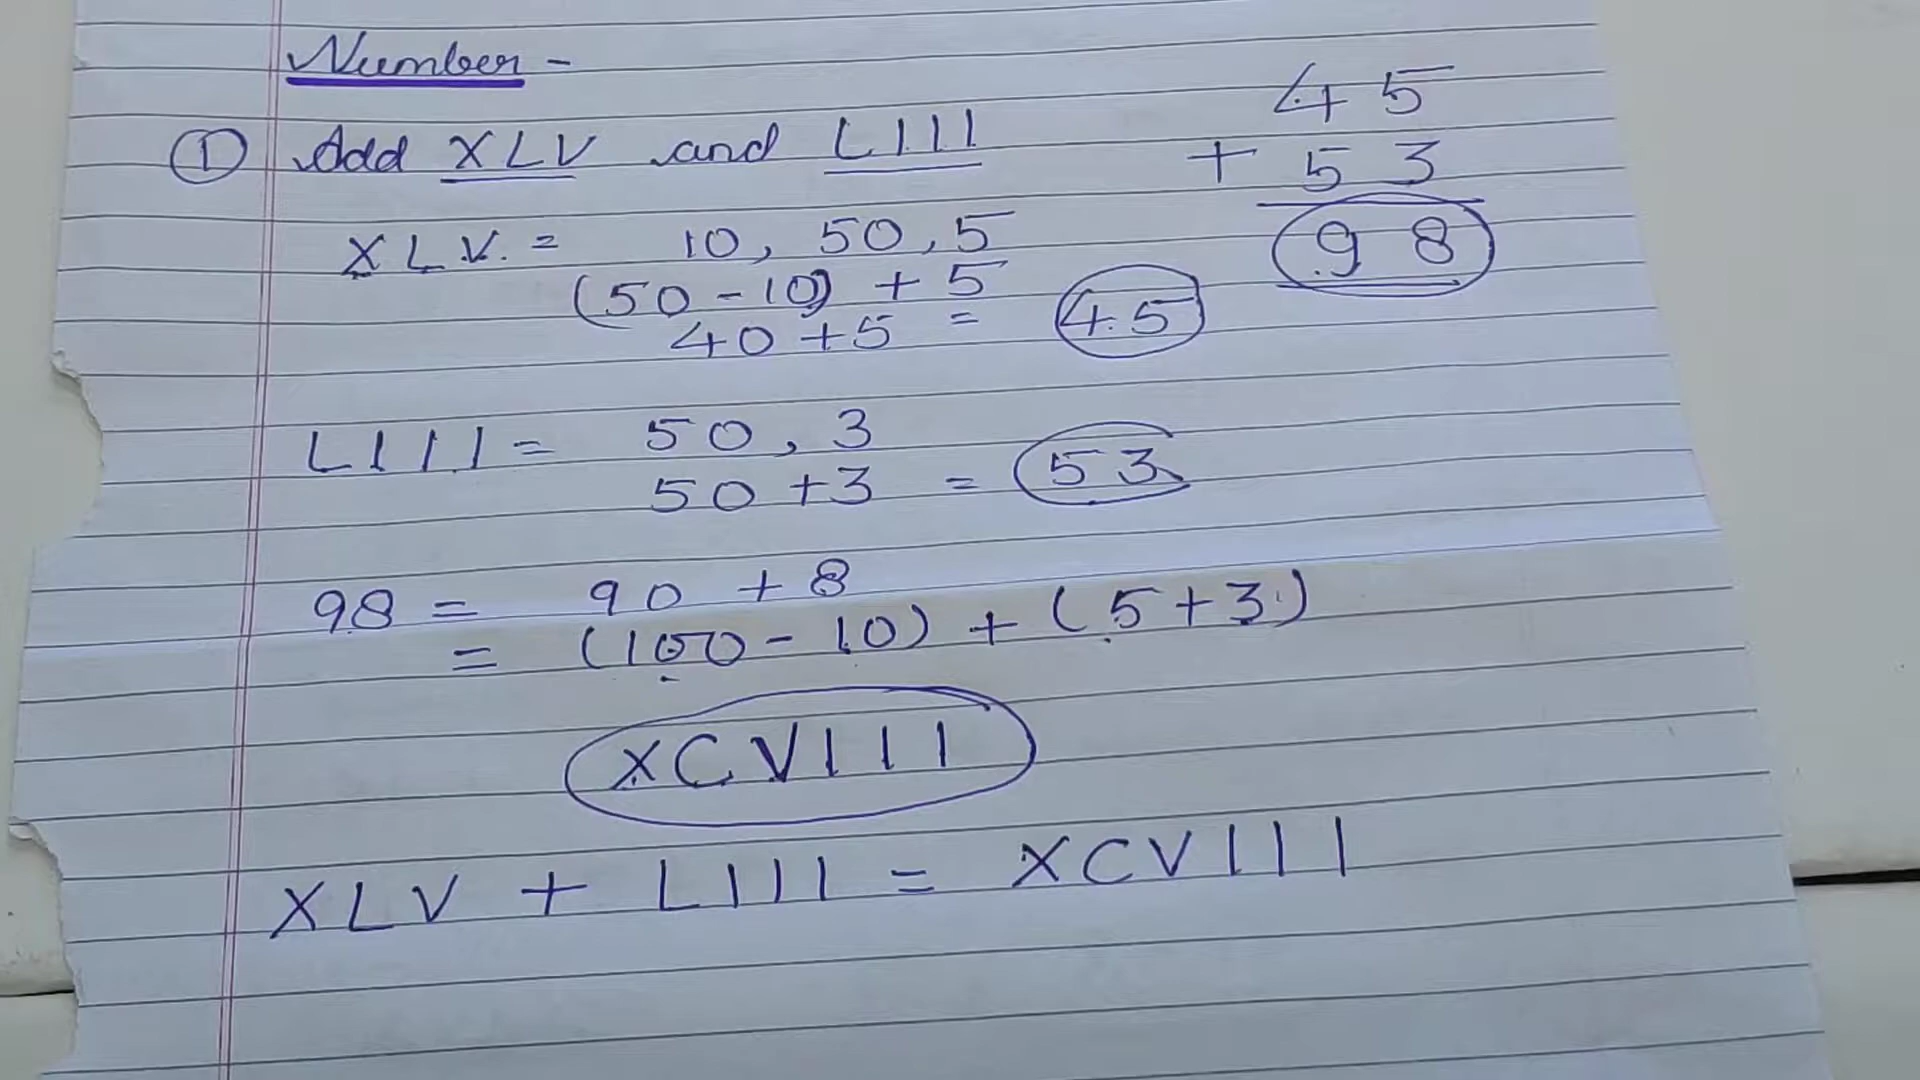 Number -
① Add XLV and LIII
XLV. = 10, 50, 5
(50 - 10) + 5
40 + 5 = 45
LIII = 50, 3
50 + 3 = 53
98 = 90 + 8
= (100 - 10) + (5 + 3)
XCVIII
XLV + LIII = XCVIII
45
+ 53
98